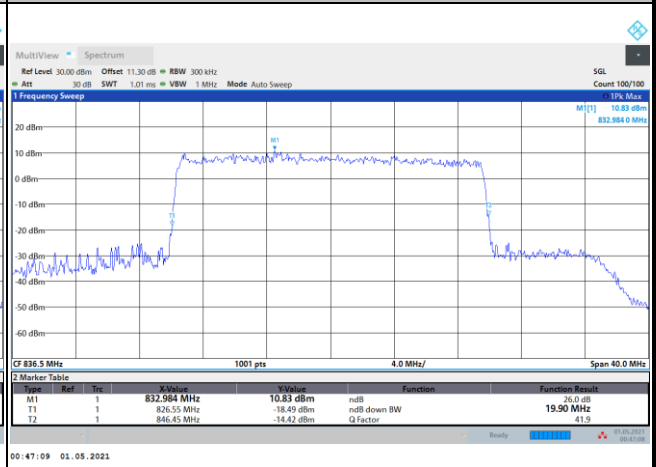 MultiView Spectrum
Ref Level 30.00 dBm Offset 11.30 dB RBW 300 kHz SGL
Att 30 dB SWT 1.01 ms VBW 1 MHz Mode Auto Sweep Count 100/100
1 Frequency Sweep 1Pk Max
M1[1] 10.83 dBm
832.984 0 MHz
20 dBm
M1
10 dBm
0 dBm
-10 dBm
T1
T2
-20 dBm
-30 dBm
-40 dBm
-50 dBm
-60 dBm
CF 836.5 MHz 1001 pts 4.0 MHz/ Span 40.0 MHz
2 Marker Table
Type Ref Trc X-Value Y-Value Function Function Result
M1 1 832.984 MHz 10.83 dBm ndB 26.0 dB
T1 1 826.55 MHz -18.49 dBm ndB down BW 19.90 MHz
T2 1 846.45 MHz -14.42 dBm Q Factor 41.9
Ready 01.05.2021
00:47:08
00:47:09 01.05.2021